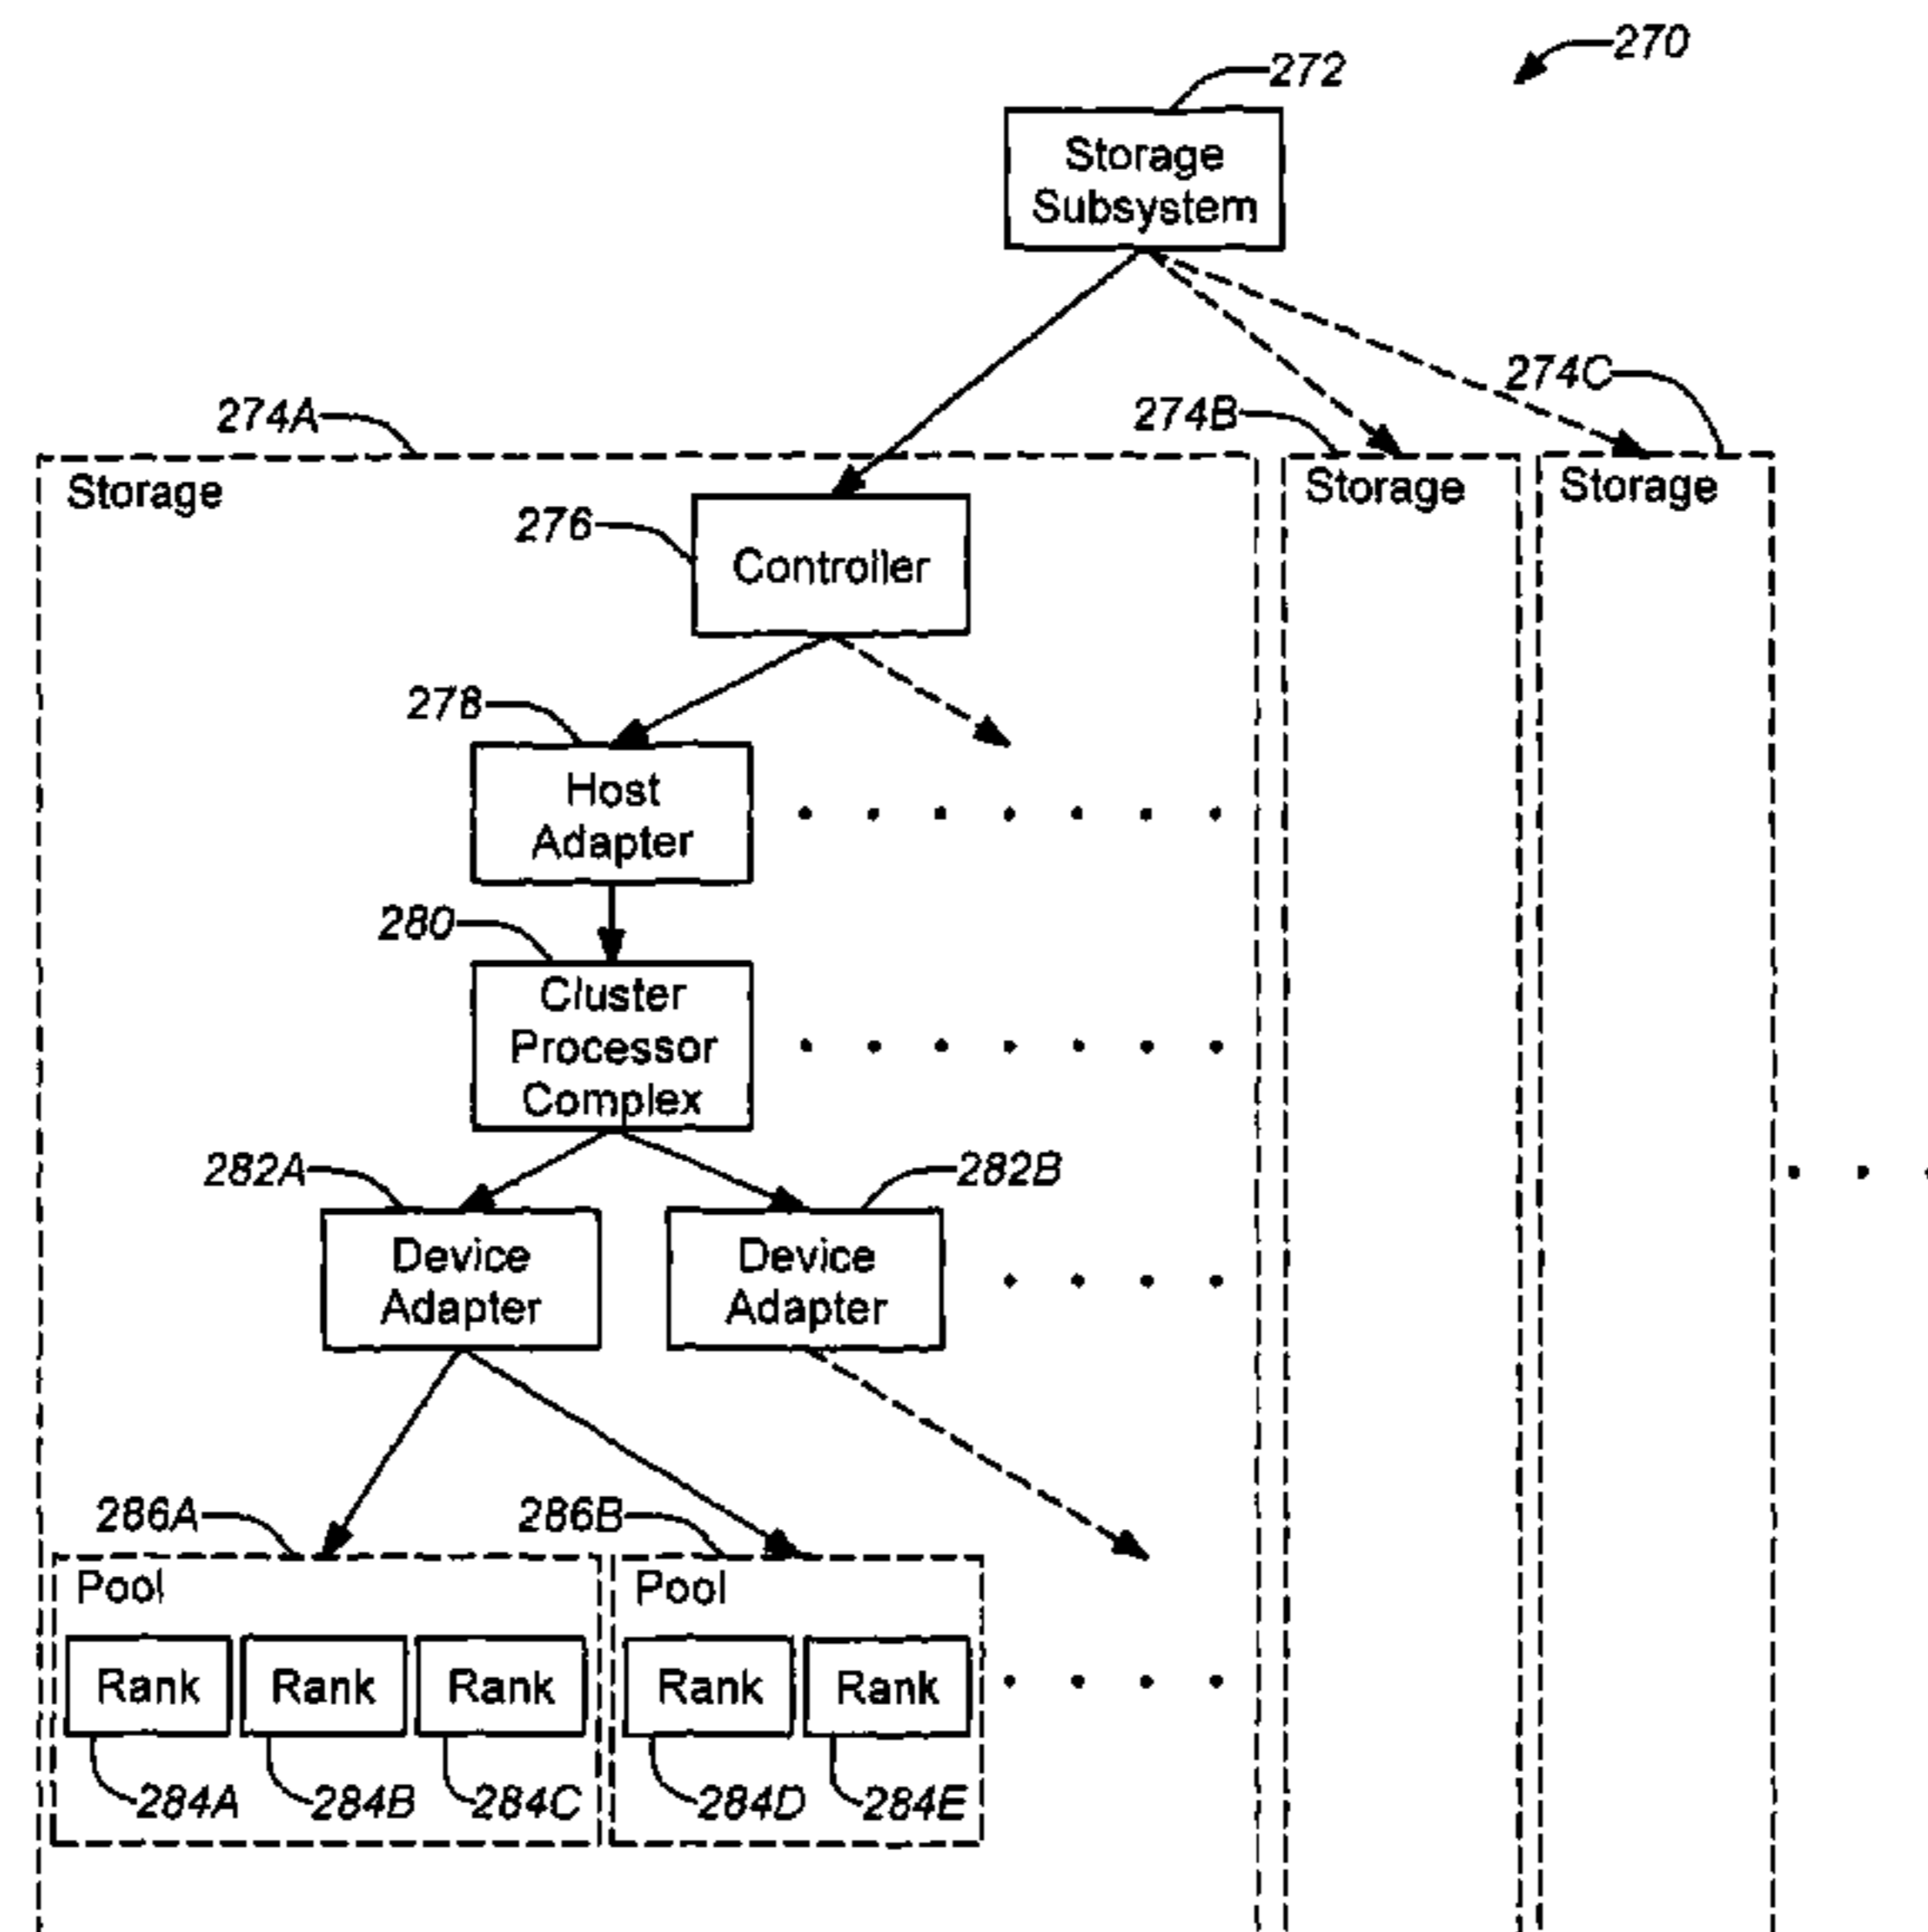 270
272
Storage
Subsystem
274A
274B
274C
Storage
Storage
Storage
276
Controller
278
Host
Adapter
280
Cluster
Processor
Complex
282A
282B
Device
Adapter
Device
Adapter
286A
286B
Pool
Pool
Rank
Rank
Rank
Rank
Rank
284A
284B
284C
284D
284E